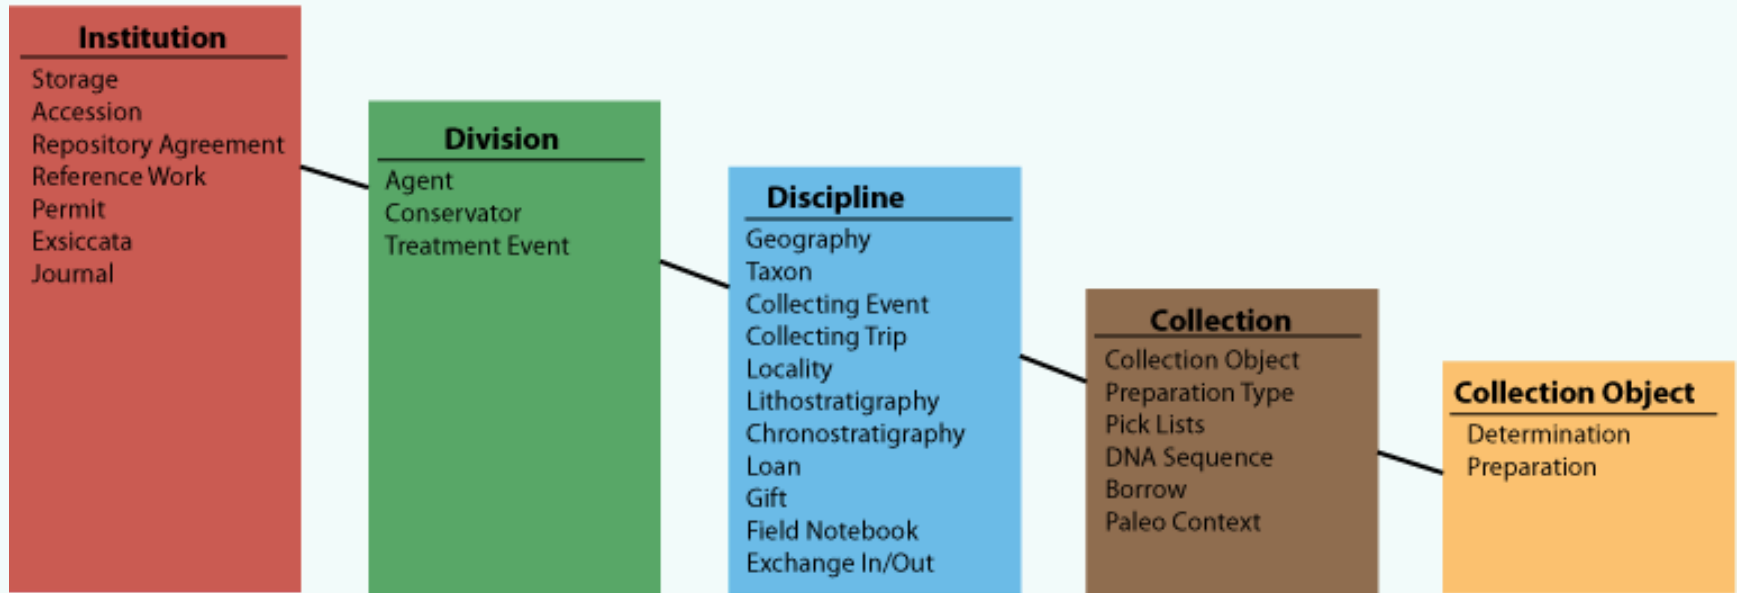 Institution
Storage
Accession
Repository Agreement
Reference Work
Permit
Exsiccata
Journal
Division
Agent
Conservator
Treatment Event
Discipline
Geography
Taxon
Collecting Event
Collecting Trip
Locality
Lithostratigraphy
Chronostratigraphy
Loan
Gift
Field Notebook
Exchange In/Out
Collection
Collection Object
Preparation Type
Pick Lists
DNA Sequence
Borrow
Paleo Context
Collection Object
Determination
Preparation